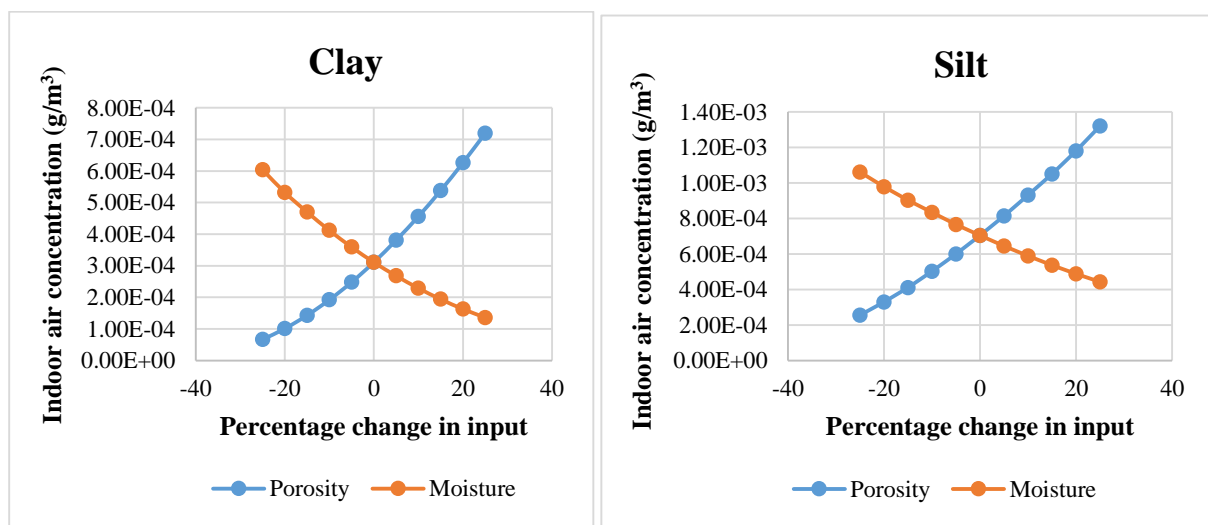 Clay
Indoor air concentration (g/m³)
8.00E-04
7.00E-04
6.00E-04
5.00E-04
4.00E-04
3.00E-04
2.00E-04
1.00E-04
0.00E+00
-40 -20 0 20 40
Percentage change in input
Porosity Moisture
Silt
Indoor air concentration (g/m³)
1.40E-03
1.20E-03
1.00E-03
8.00E-04
6.00E-04
4.00E-04
2.00E-04
0.00E+00
-40 -20 0 20 40
Percentage change in input
Porosity Moisture